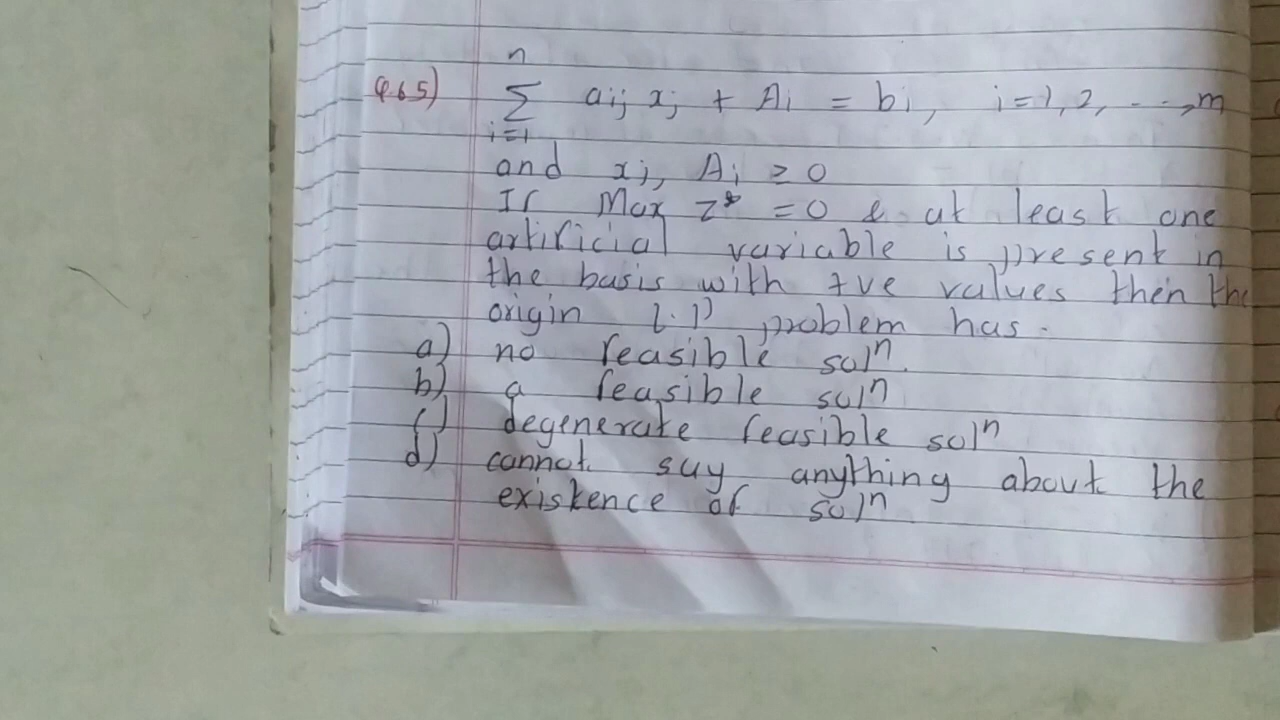 n
Q65) Σ aij xj + Ai = bi, i=1,2, ...,m
i=1
and xj, Ai ≥ 0
If Max Z* = 0 & at least one
artificial variable is present in
the basis with +ve values then the
origin L.P problem has.
a) no feasible solⁿ.
b) a feasible solⁿ
c) degenerate feasible solⁿ
d) cannot say anything about the
existence of solⁿ